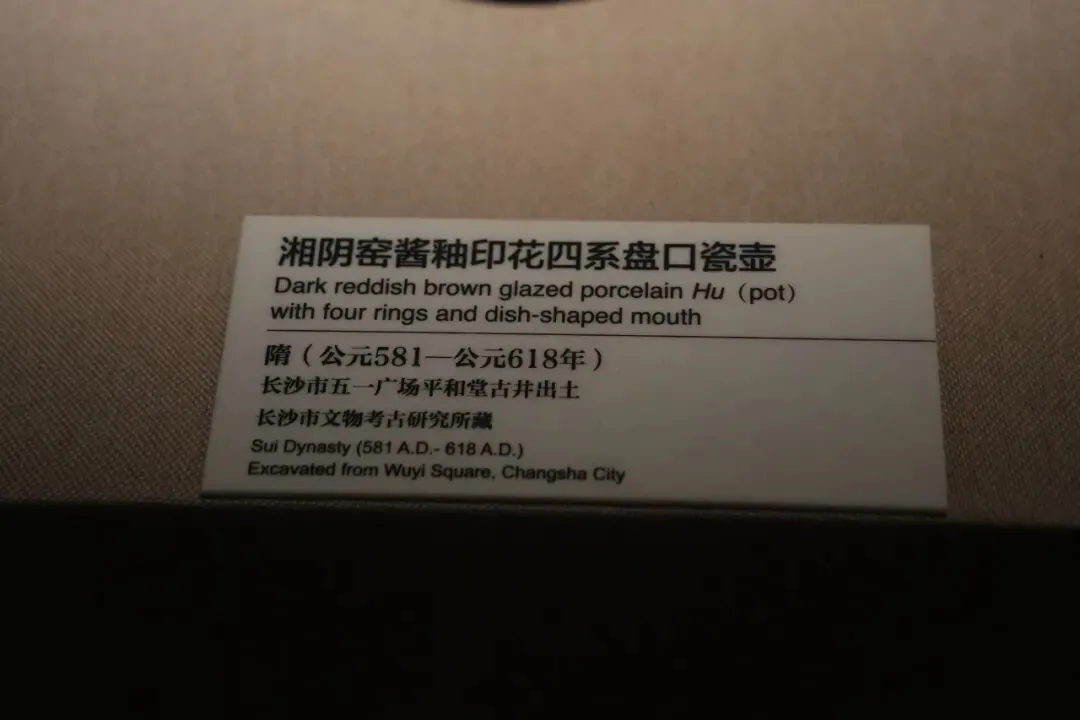 湘阴窑酱釉印花四系盘口瓷壶
Dark reddish brown glazed porcelain Hu（pot）
with four rings and dish-shaped mouth
隋（公元581—公元618年）
长沙市五一广场平和堂古井出土
长沙市文物考古研究所藏
Sui Dynasty (581 A.D.- 618 A.D.)
Excavated from Wuyi Square, Changsha City